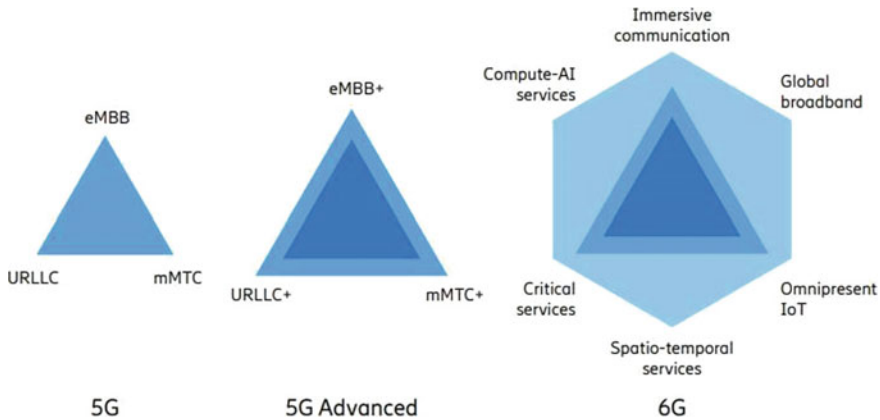 eMBB
URLLC
mMTC
5G
eMBB+
URLLC+
mMTC+
5G Advanced
Immersive
communication
Compute-AI
services
Global
broadband
Critical
services
Omnipresent
IoT
Spatio-temporal
services
6G